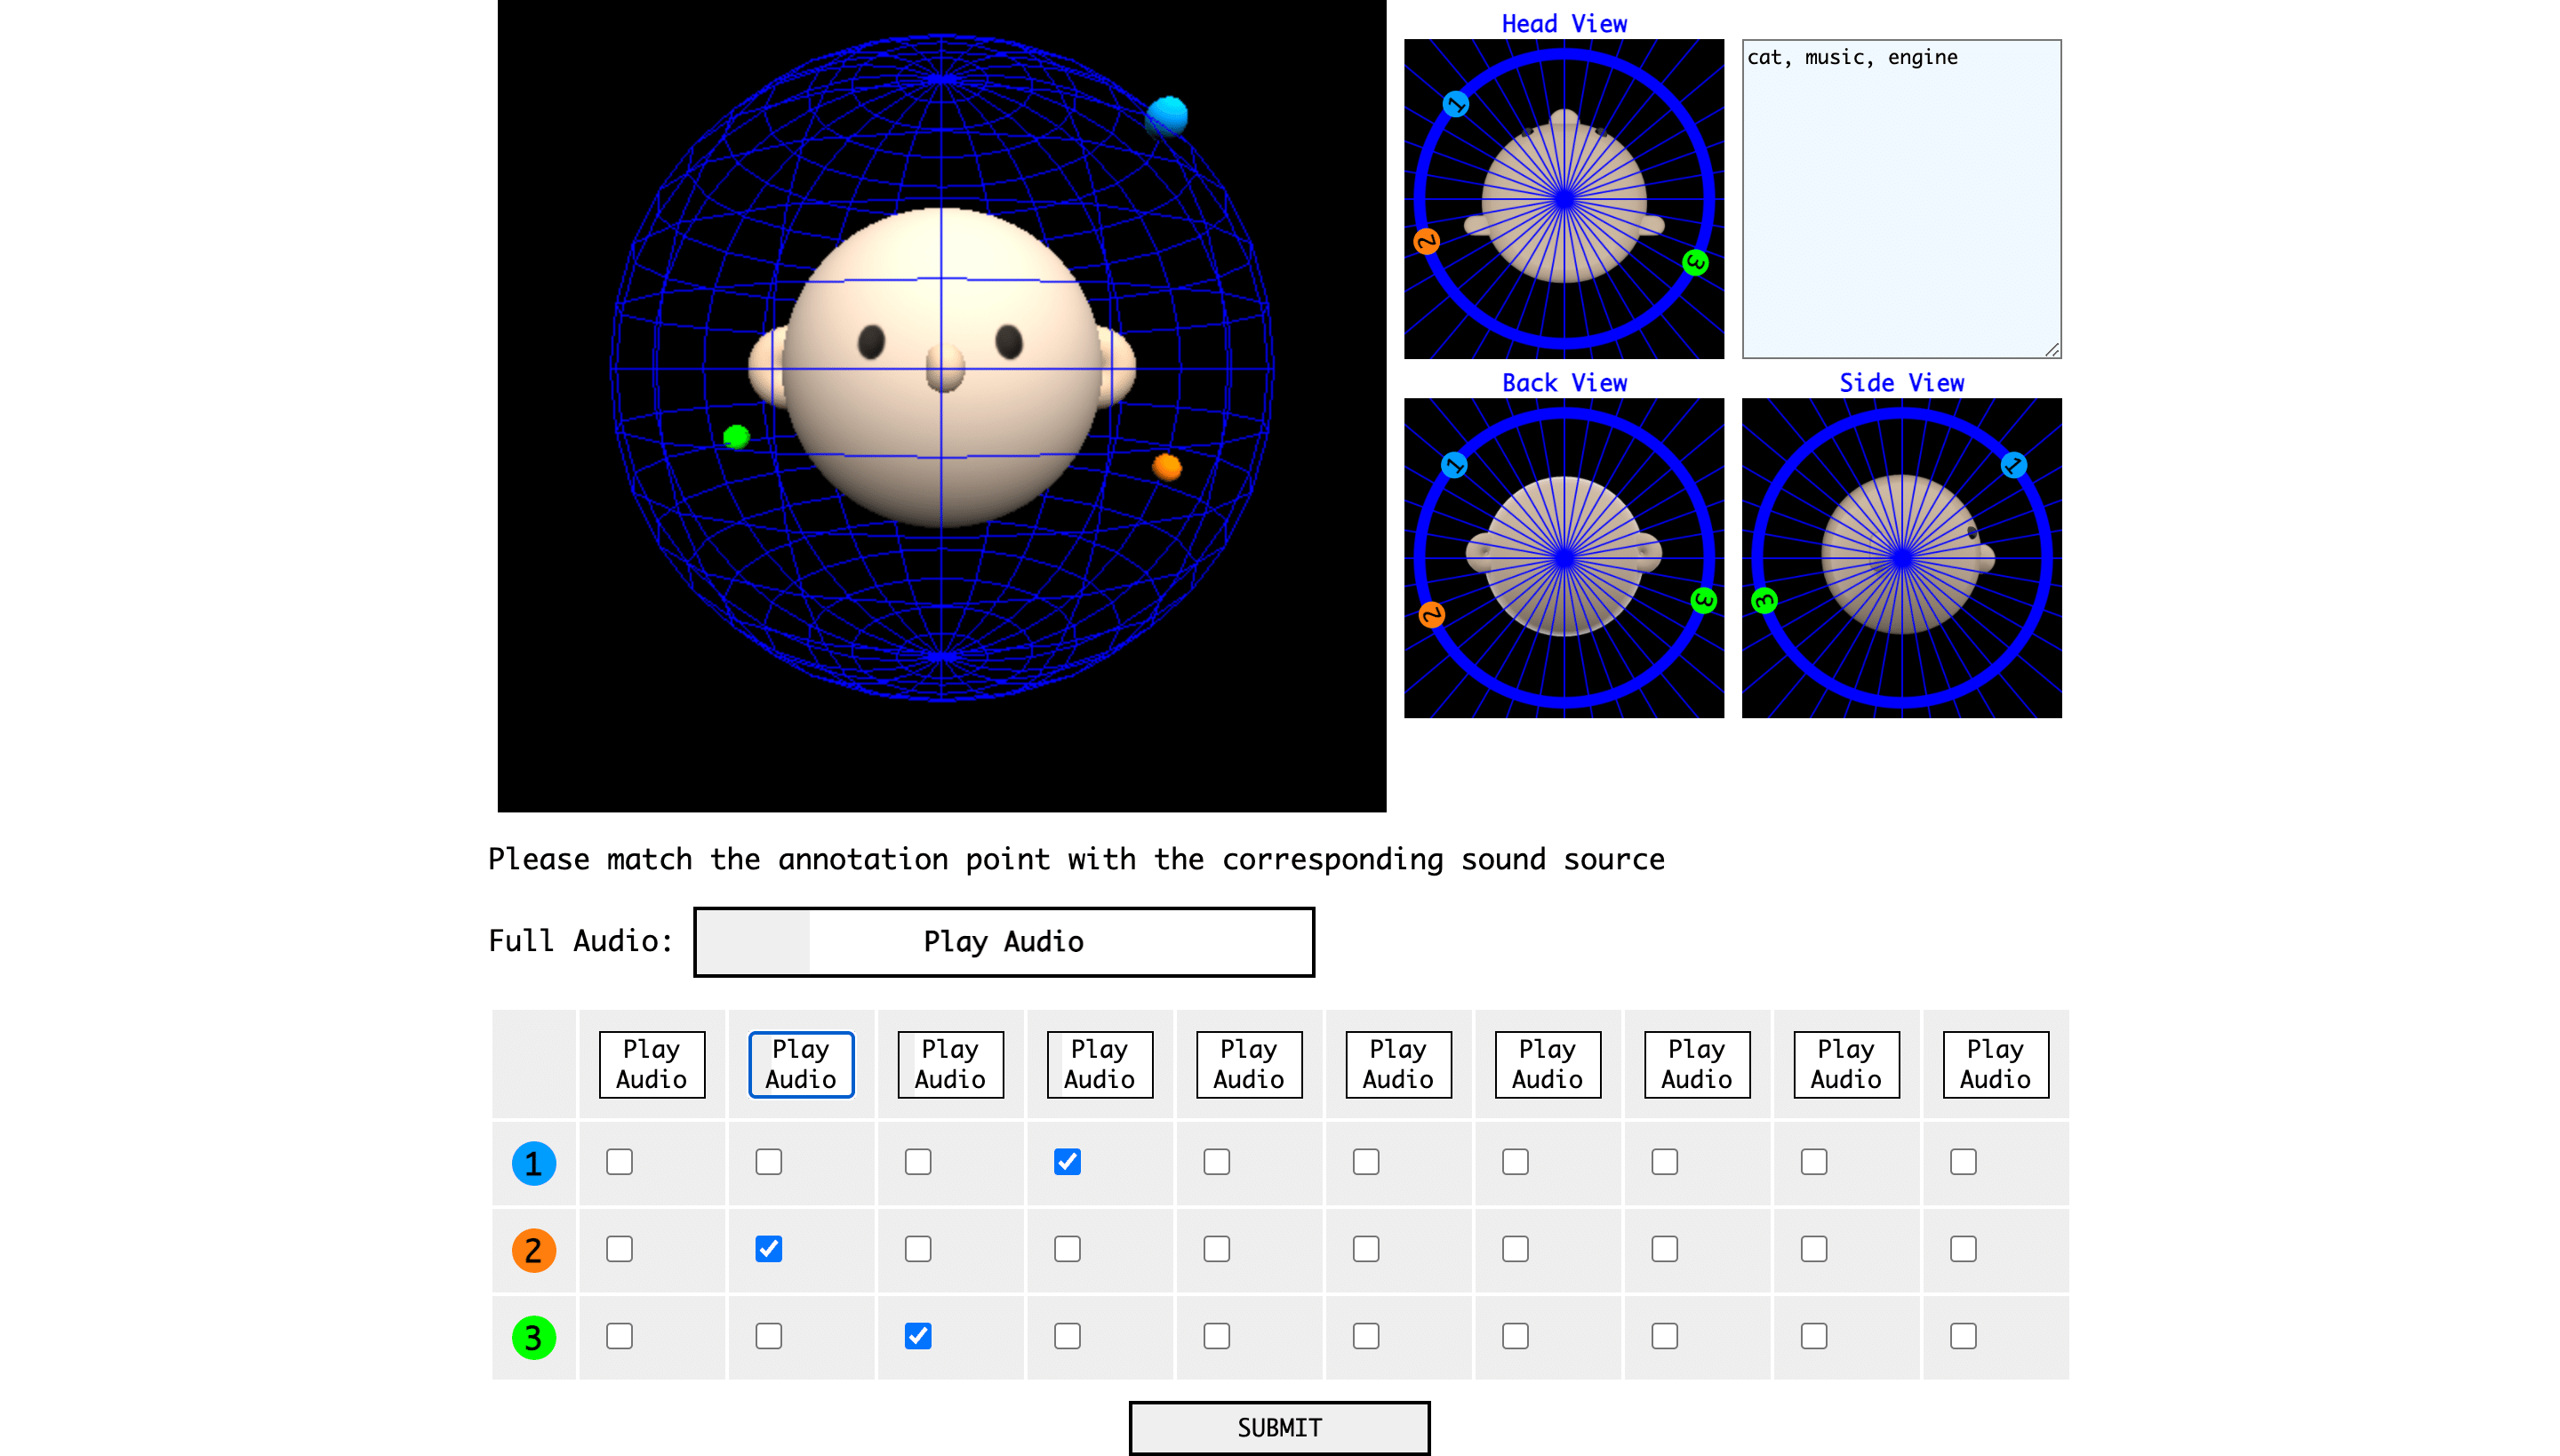 Head View
1
2
3
cat, music, engine
Back View
1
2
3
Side View
1
3
Please match the annotation point with the corresponding sound source
Full Audio: Play Audio
Play Audio
Play Audio
Play Audio
Play Audio
Play Audio
Play Audio
Play Audio
Play Audio
Play Audio
Play Audio
1
2
3
SUBMIT